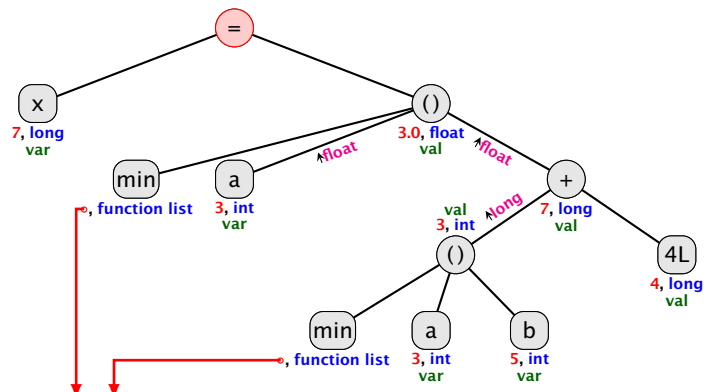 =
x
7, long
var
()
3.0, float
val
float
float
min
, function list
a
3, int
var
+
7, long
val
long
val
3, int
()
4L
4, long
val
min
, function list
a
3, int
var
b
5, int
var